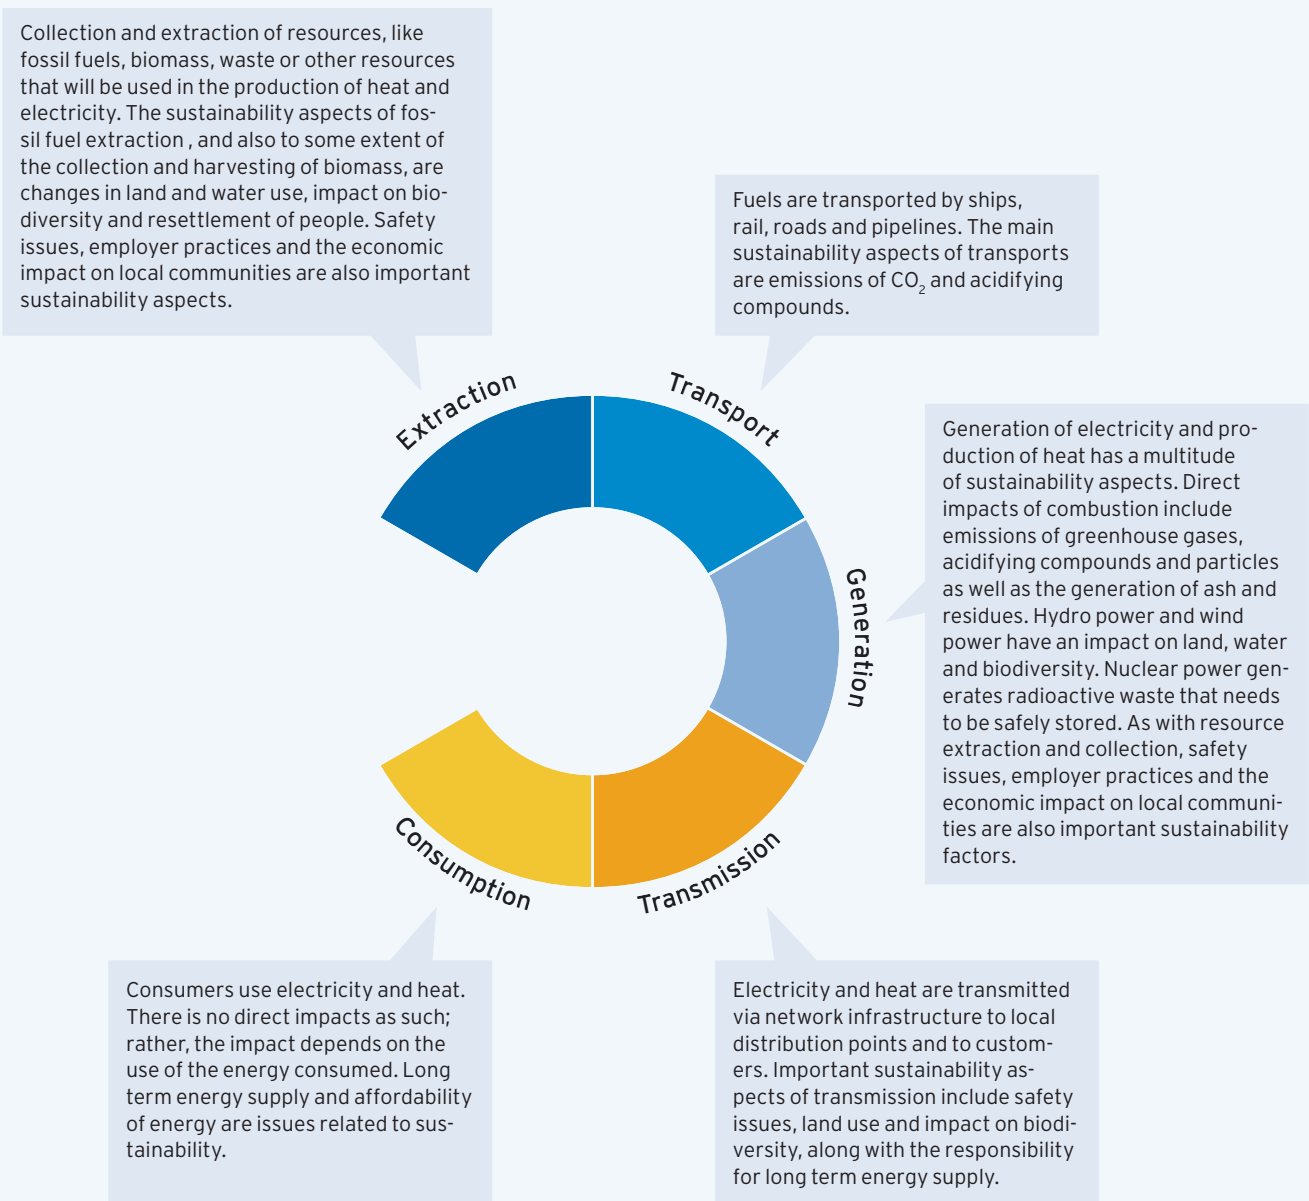 Collection and extraction of resources, like
fossil fuels, biomass, waste or other resources
that will be used in the production of heat and
electricity. The sustainability aspects of fos-
sil fuel extraction , and also to some extent of
the collection and harvesting of biomass, are
changes in land and water use, impact on bio-
diversity and resettlement of people. Safety
issues, employer practices and the economic
impact on local communities are also important
sustainability aspects.
Fuels are transported by ships,
rail, roads and pipelines. The main
sustainability aspects of transports
are emissions of CO₂ and acidifying
compounds.
Extraction
Transport
Generation
Generation of electricity and pro-
duction of heat has a multitude
of sustainability aspects. Direct
impacts of combustion include
emissions of greenhouse gases,
acidifying compounds and particles
as well as the generation of ash and
residues. Hydro power and wind
power have an impact on land, water
and biodiversity. Nuclear power gen-
erates radioactive waste that needs
to be safely stored. As with resource
extraction and collection, safety
issues, employer practices and the
economic impact on local communi-
ties are also important sustainability
factors.
Consumption
Transmission
Consumers use electricity and heat.
There is no direct impacts as such;
rather, the impact depends on the
use of the energy consumed. Long
term energy supply and affordability
of energy are issues related to sus-
tainability.
Electricity and heat are transmitted
via network infrastructure to local
distribution points and to custom-
ers. Important sustainability as-
pects of transmission include safety
issues, land use and impact on biodi-
versity, along with the responsibility
for long term energy supply.